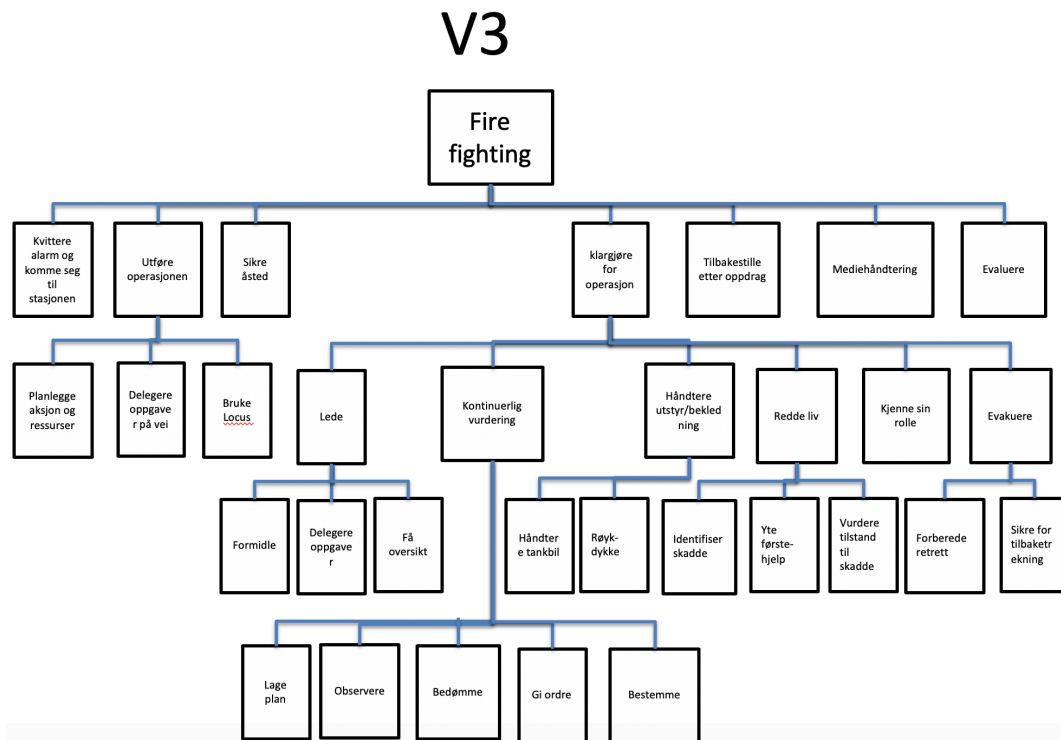 V3
Fire
fighting
Kvittere
alarm og
komme seg
til
stasjonen
Utføre
operasjonen
Sikre
åsted
klargjøre
for
operasjon
Tilbakestille
etter oppdrag
Mediehåndtering
Evaluere
Planlegge
aksjon og
ressurser
Delegere
oppgave
r på vei
Bruke
Locus
Lede
Kontinuerlig
vurdering
Håndtere
utstyr/bekled
ning
Redde liv
Kjenne sin
rolle
Evakuere
Formidle
Delegere
oppgave
r
Få
oversikt
Håndter
e tankbil
Røyk-
dykke
Identifiser
skadde
Yte
første-
hjelp
Vurdere
tilstand
til
skadde
Forberede
retrett
Sikre for
tilbaketr
ekning
Lage
plan
Observere
Bedømme
Gi ordre
Bestemme